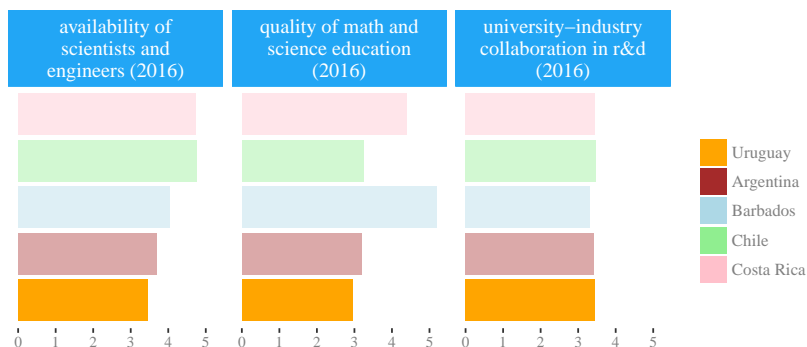 availability of
scientists and
engineers (2016)
quality of math and
science education
(2016)
university−industry
collaboration in r&d
(2016)
Uruguay
Argentina
Barbados
Chile
Costa Rica
0 1 2 3 4 5
0 1 2 3 4 5
0 1 2 3 4 5